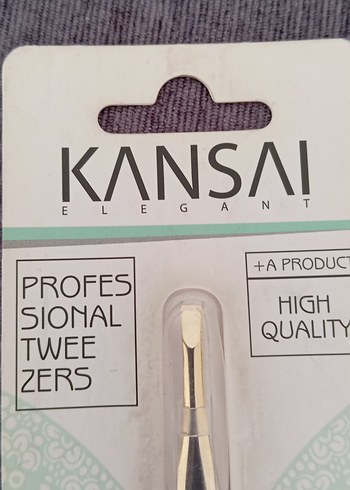 KANSAI
ELEGANT
PROFES
SIONAL
TWEE
ZERS
+A PRODUCT
HIGH
QUALITY